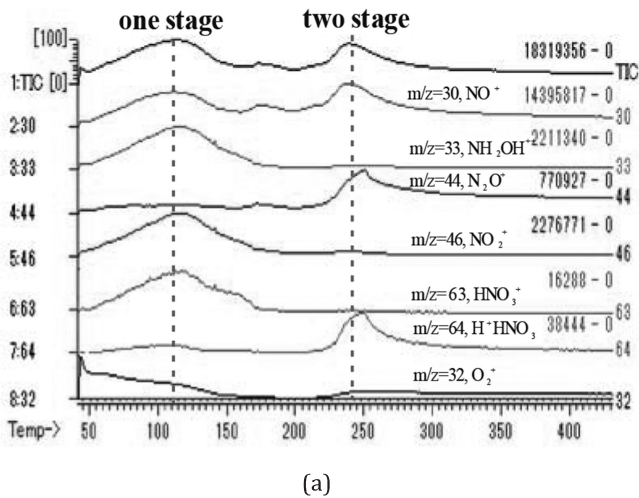 one stage two stage
[100]
18319356 - 0
1:TIC [0]
TIC
m/z=30, NO⁺
14395817 - 0
2:30
30
2211340 - 0
m/z=33, NH₂OH⁺
3:33
33
m/z=44, N₂O⁺
770927 - 0
4:44
44
m/z=46, NO₂⁺
2276771 - 0
5:46
46
m/z=63, HNO₃⁺
16288 - 0
6:63
63
m/z=64, H⁺HNO₃
38444 - 0
7:64
64
m/z=32, O₂⁺
8:32
32
Temp-> 50 100 150 200 250 300 350 400
(a)